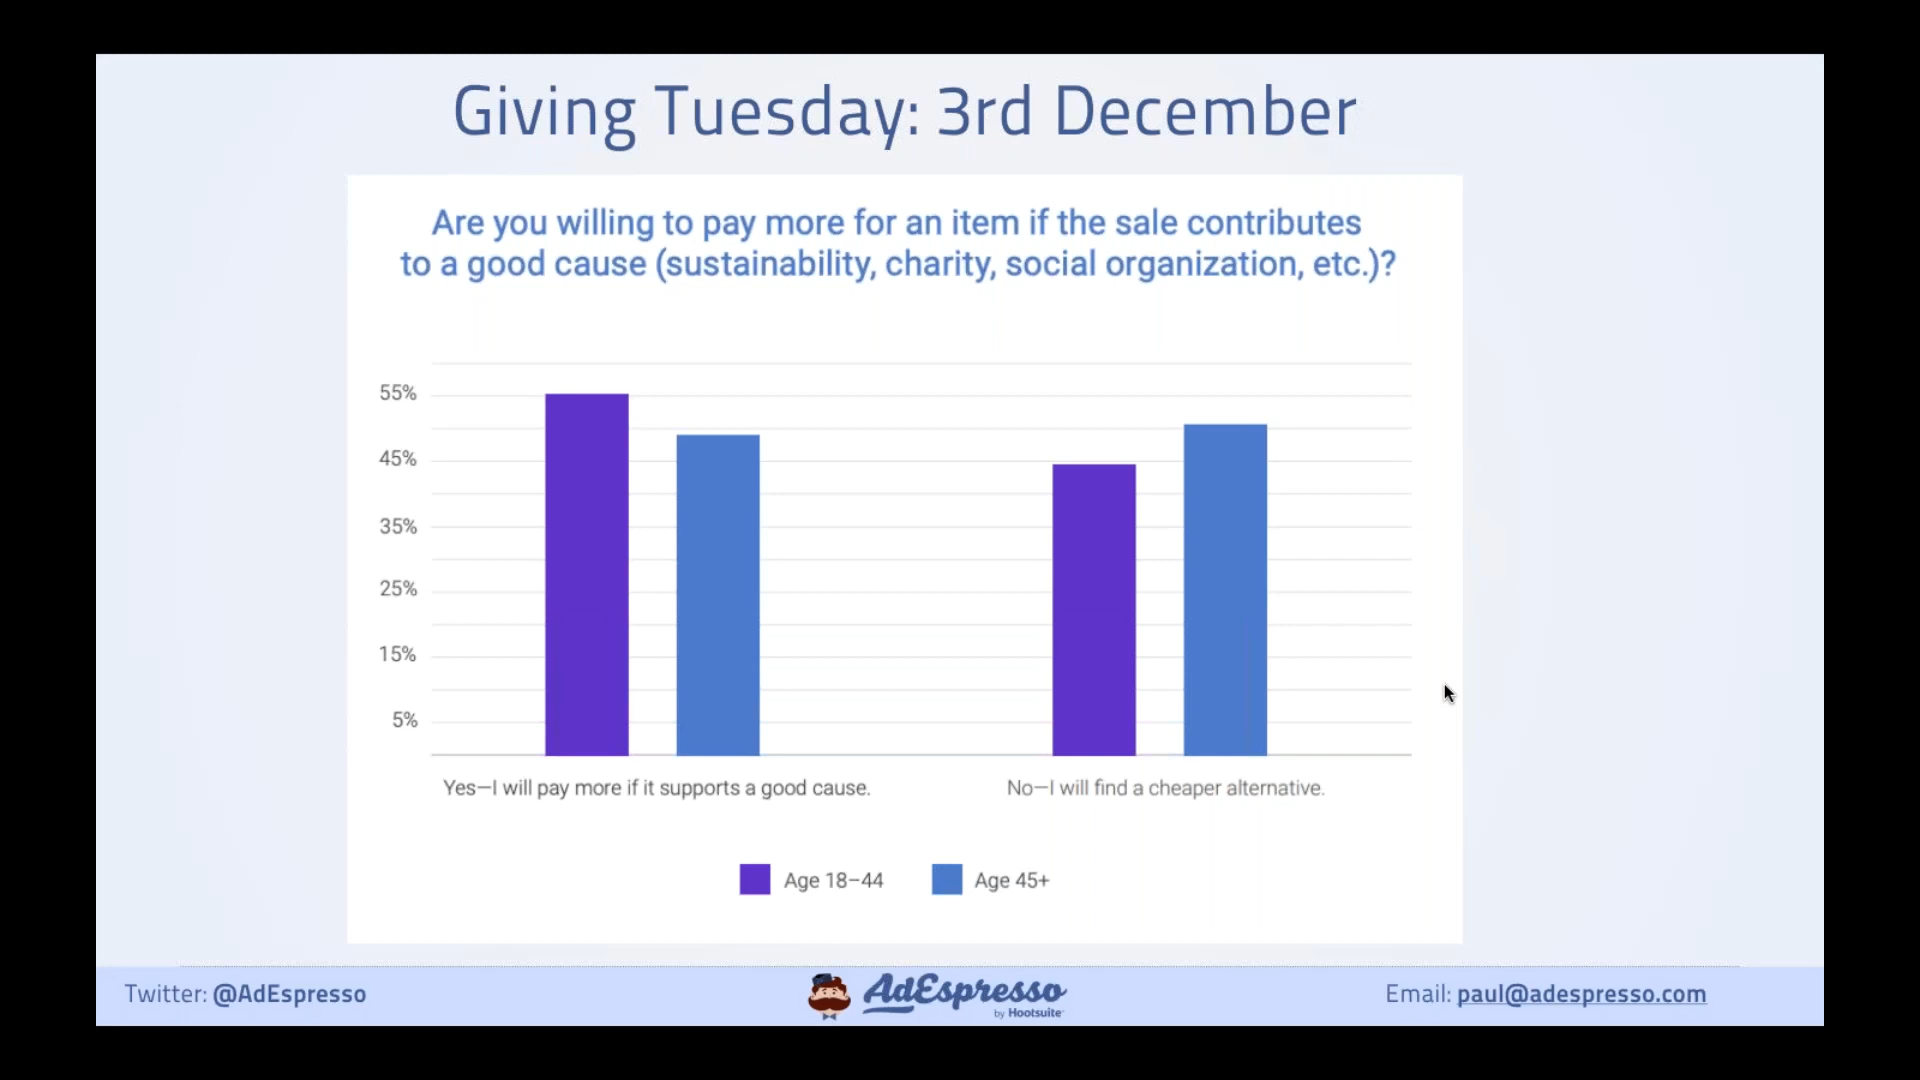 Giving Tuesday: 3rd December
Are you willing to pay more for an item if the sale contributes
to a good cause (sustainability, charity, social organization, etc.)?
55%
45%
35%
25%
15%
5%
Yes—I will pay more if it supports a good cause.
No—I will find a cheaper alternative.
Age 18–44
Age 45+
Twitter: @AdEspresso
AdEspresso
by Hootsuite
Email: paul@adespresso.com